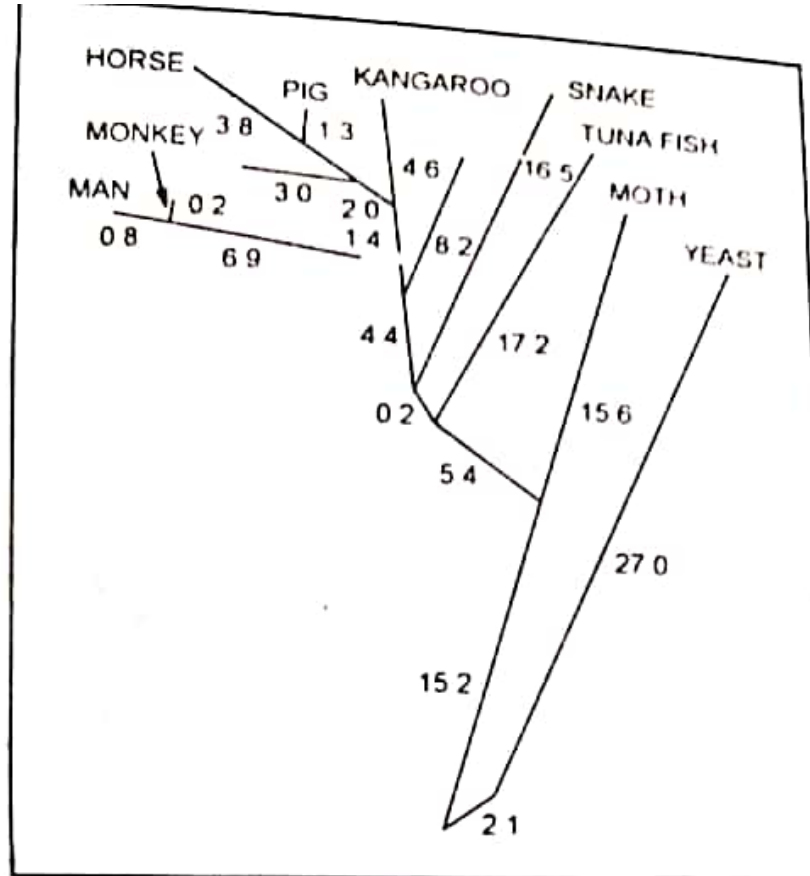 HORSE
PIG
KANGAROO
SNAKE
MONKEY
3 8
1 3
TUNA FISH
MAN
0 2
3 0
4 6
16 5
MOTH
2 0
0 8
6 9
1 4
8 2
YEAST
4 4
17 2
0 2
15 6
5 4
27 0
15 2
2 1